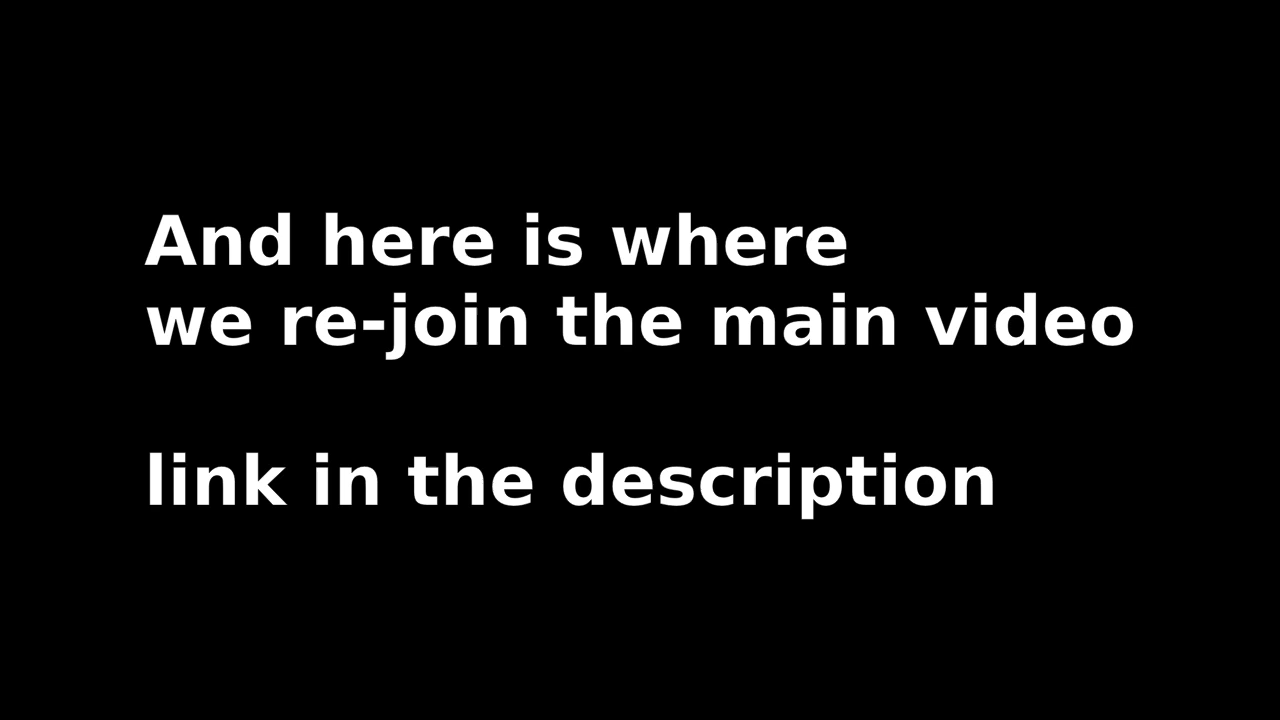 And here is where
we re-join the main video
link in the description